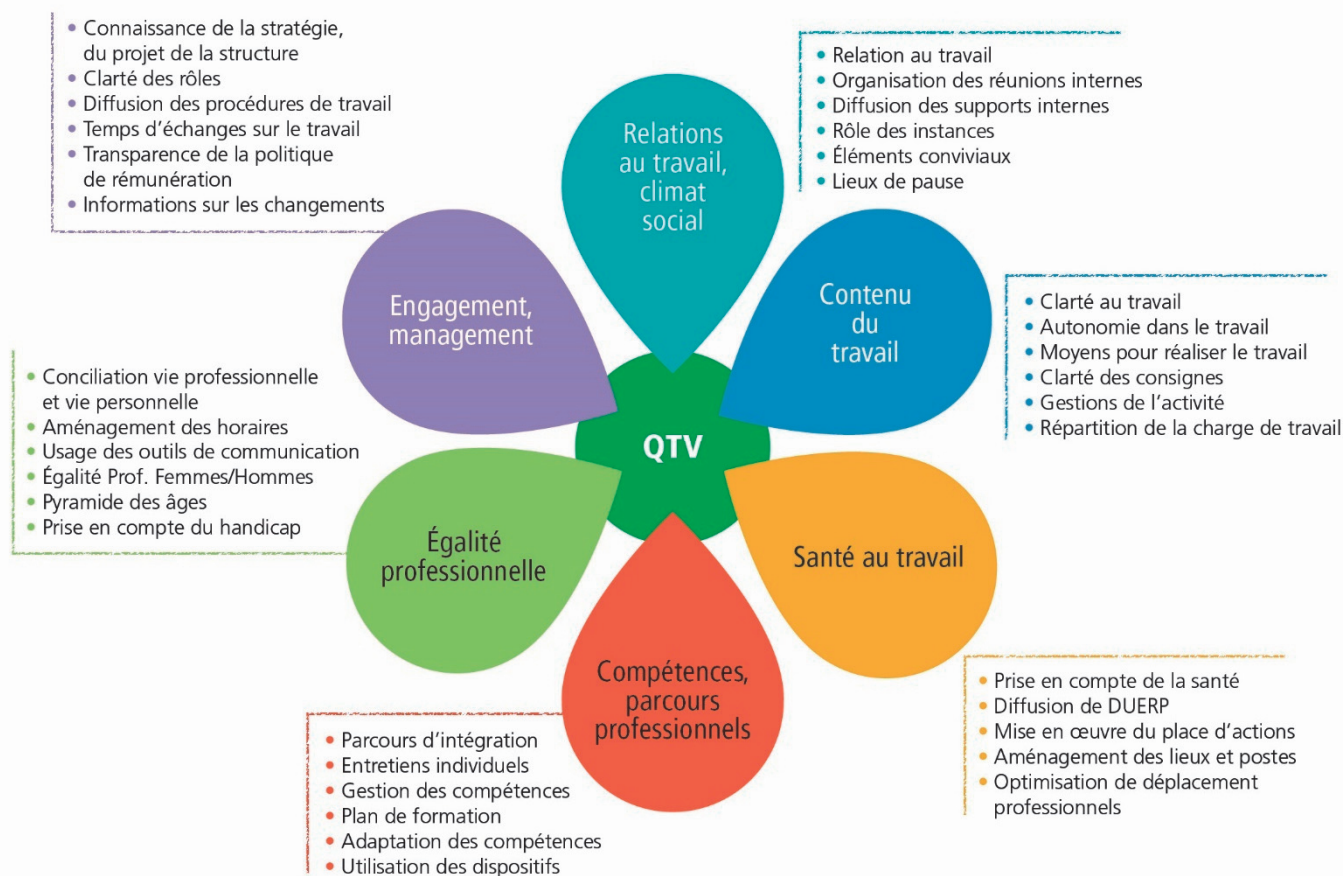 • Connaissance de la stratégie,
du projet de la structure
• Clarté des rôles
• Diffusion des procédures de travail
• Temps d'échanges sur le travail
• Transparence de la politique
de rémunération
• Informations sur les changements
Relations
au travail,
climat
social
• Relation au travail
• Organisation des réunions internes
• Diffusion des supports internes
• Rôle des instances
• Éléments conviviaux
• Lieux de pause
Engagement,
management
Contenu
du
travail
• Clarté au travail
• Autonomie dans le travail
• Moyens pour réaliser le travail
• Clarté des consignes
• Gestions de l'activité
• Répartition de la charge de travail
• Conciliation vie professionnelle
et vie personnelle
• Aménagement des horaires
• Usage des outils de communication
• Égalité Prof. Femmes/Hommes
• Pyramide des âges
• Prise en compte du handicap
QTV
Égalité
professionnelle
Santé au travail
• Prise en compte de la santé
• Diffusion de DUERP
• Mise en œuvre du place d'actions
• Aménagement des lieux et postes
• Optimisation de déplacement
professionnels
Compétences,
parcours
professionnels
• Parcours d'intégration
• Entretiens individuels
• Gestion des compétences
• Plan de formation
• Adaptation des compétences
• Utilisation des dispositifs